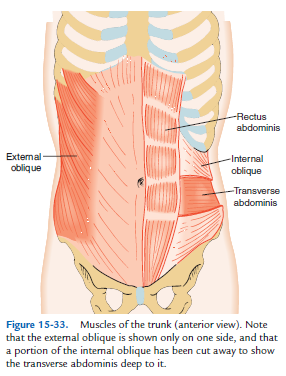 Rectus
abdominis
External
oblique
Internal
oblique
Transverse
abdominis
Figure 15-33. Muscles of the trunk (anterior view). Note
that the external oblique is shown only on one side, and that
a portion of the internal oblique has been cut away to show
the transverse abdominis deep to it.